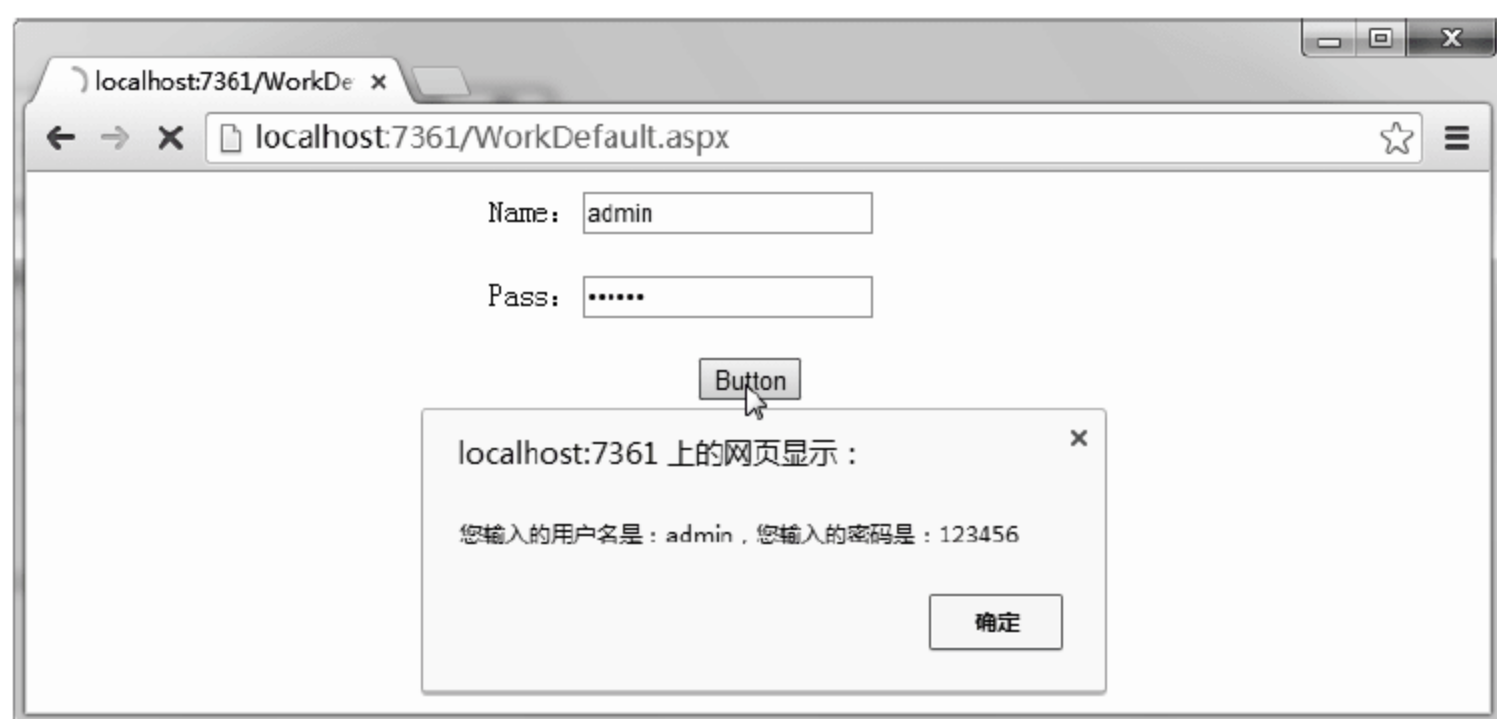 localhost:7361/WorkDe
localhost:7361/WorkDefault.aspx
Name：admin
Pass：••••••
Button
localhost:7361 上的网页显示：
您输入的用户名是：admin，您输入的密码是：123456
确定